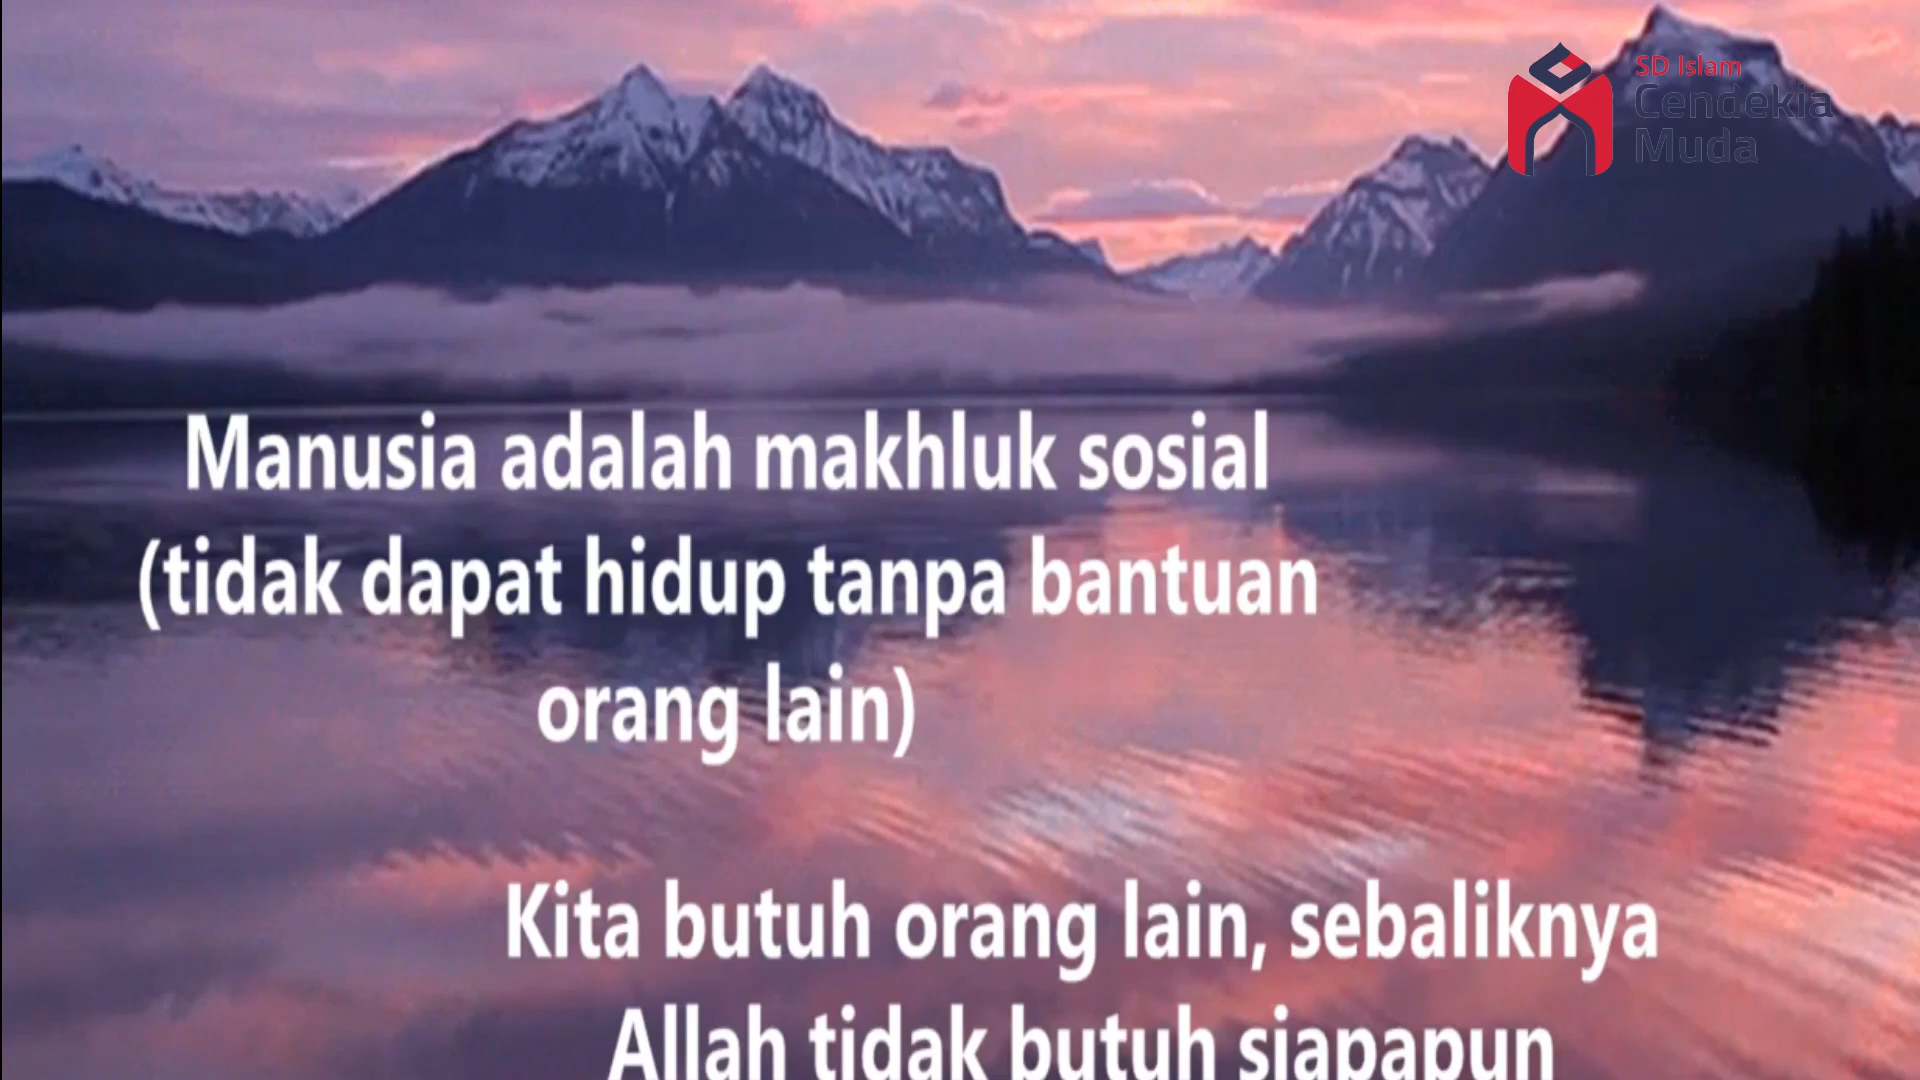 SD Islam
Cendekia
Muda
Manusia adalah makhluk sosial
(tidak dapat hidup tanpa bantuan
orang lain)
Kita butuh orang lain, sebaliknya
Allah tidak butuh siapapun